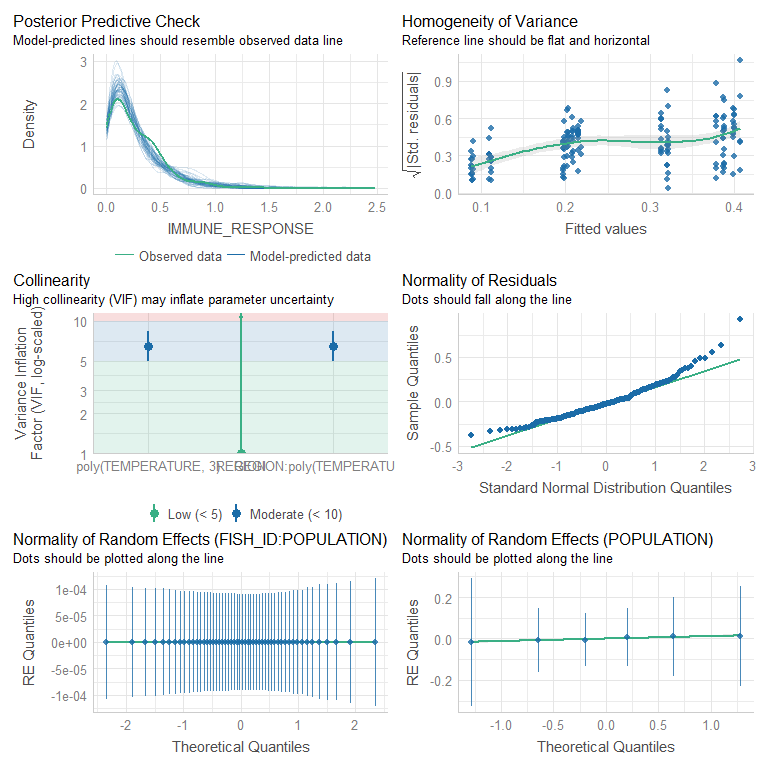 Posterior Predictive Check
Model-predicted lines should resemble observed data line
Density
3
2
1
0
0.0 0.5 1.0 1.5 2.0 2.5
IMMUNE_RESPONSE
Observed data Model-predicted data
Homogeneity of Variance
Reference line should be flat and horizontal
√|Std. residuals|
0.9
0.6
0.3
0.0
0.1 0.2 0.3 0.4
Fitted values
Collinearity
High collinearity (VIF) may inflate parameter uncertainty
Variance Inflation
Factor (VIF, log-scaled)
10
5
3
2
1
poly(TEMPERATURE, 3) :poly(TEMPERATU
Low (< 5) Moderate (< 10)
Normality of Residuals
Dots should fall along the line
Sample Quantiles
0.5
0.0
-0.5
-3 -2 -1 0 1 2 3
Standard Normal Distribution Quantiles
Normality of Random Effects (FISH_ID:POPULATION)
Dots should be plotted along the line
RE Quantiles
1e-04
5e-05
0e+00
-5e-05
-1e-04
-2 -1 0 1 2
Theoretical Quantiles
Normality of Random Effects (POPULATION)
Dots should be plotted along the line
RE Quantiles
0.2
0.0
-0.2
-1.0 -0.5 0.0 0.5 1.0
Theoretical Quantiles